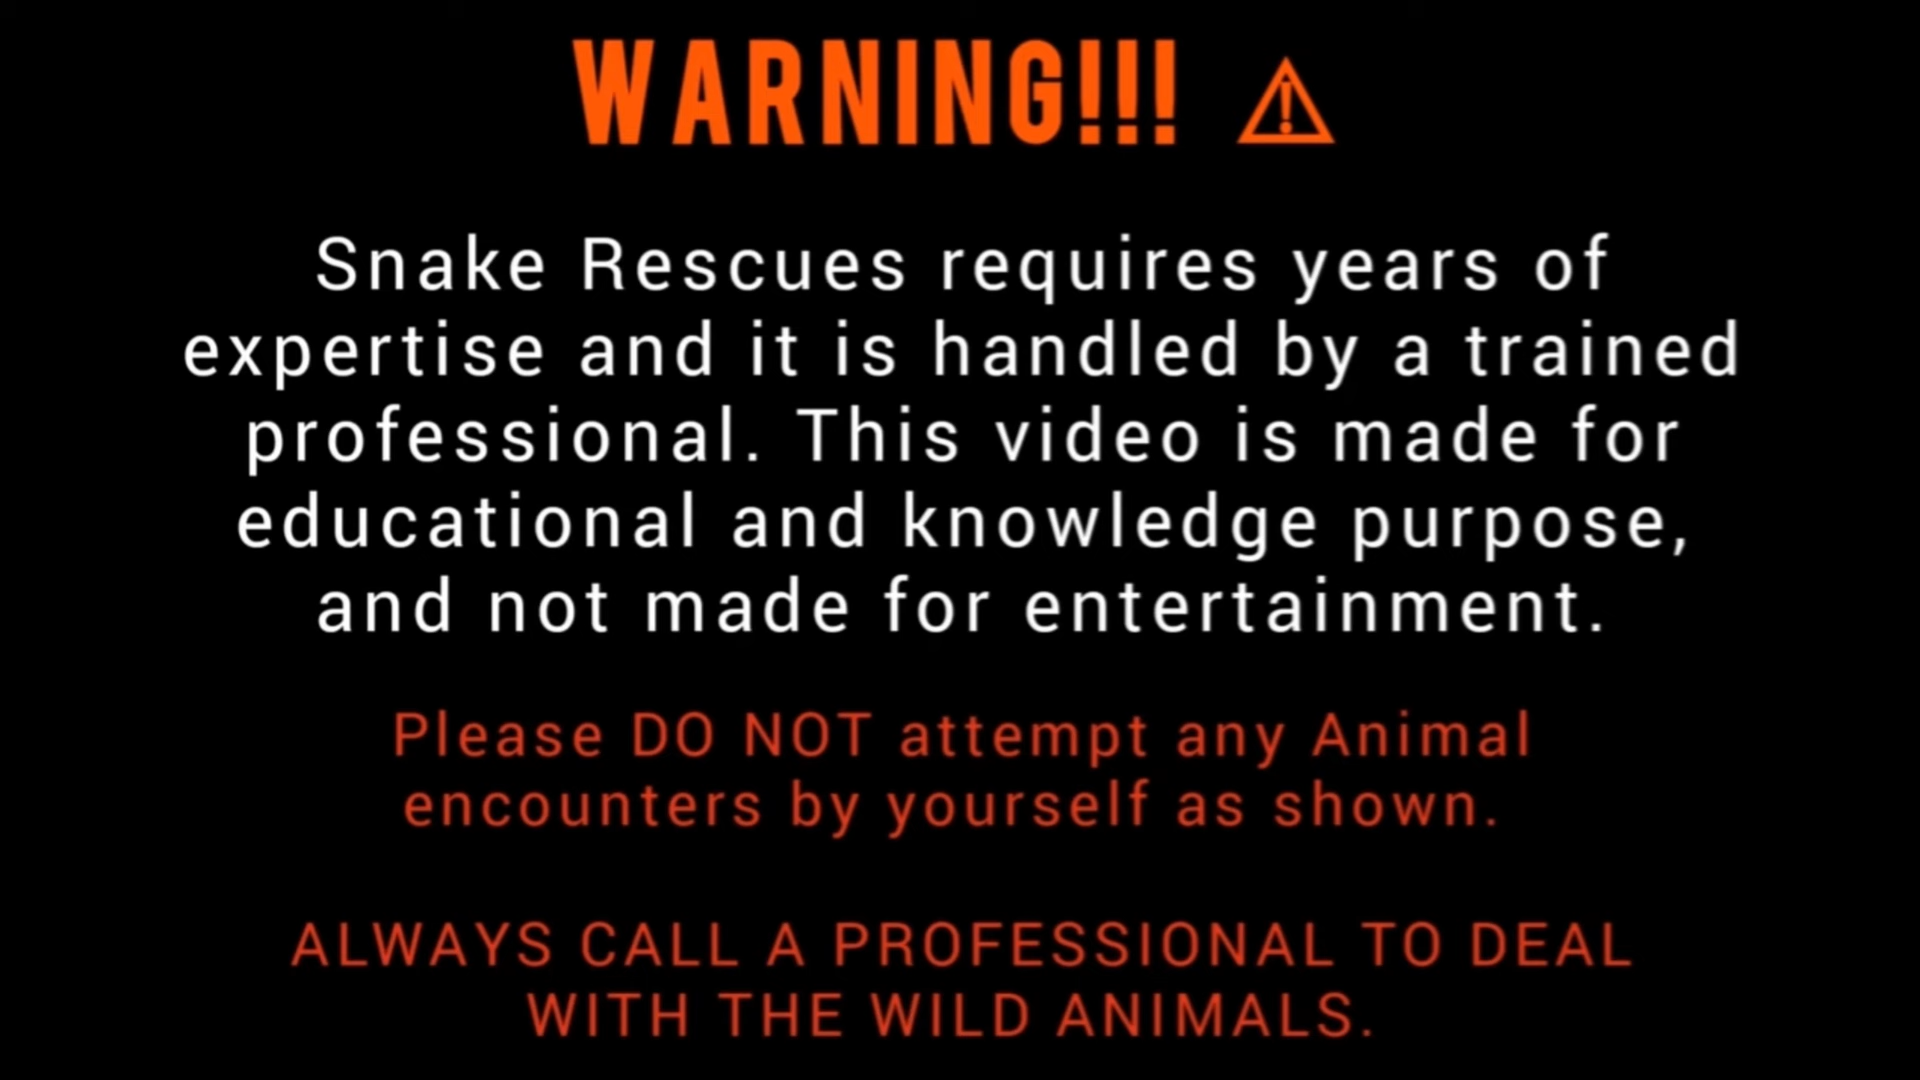 WARNING!!! ⚠
Snake Rescues requires years of
expertise and it is handled by a trained
professional. This video is made for
educational and knowledge purpose,
and not made for entertainment.
Please DO NOT attempt any Animal
encounters by yourself as shown.
ALWAYS CALL A PROFESSIONAL TO DEAL
WITH THE WILD ANIMALS.